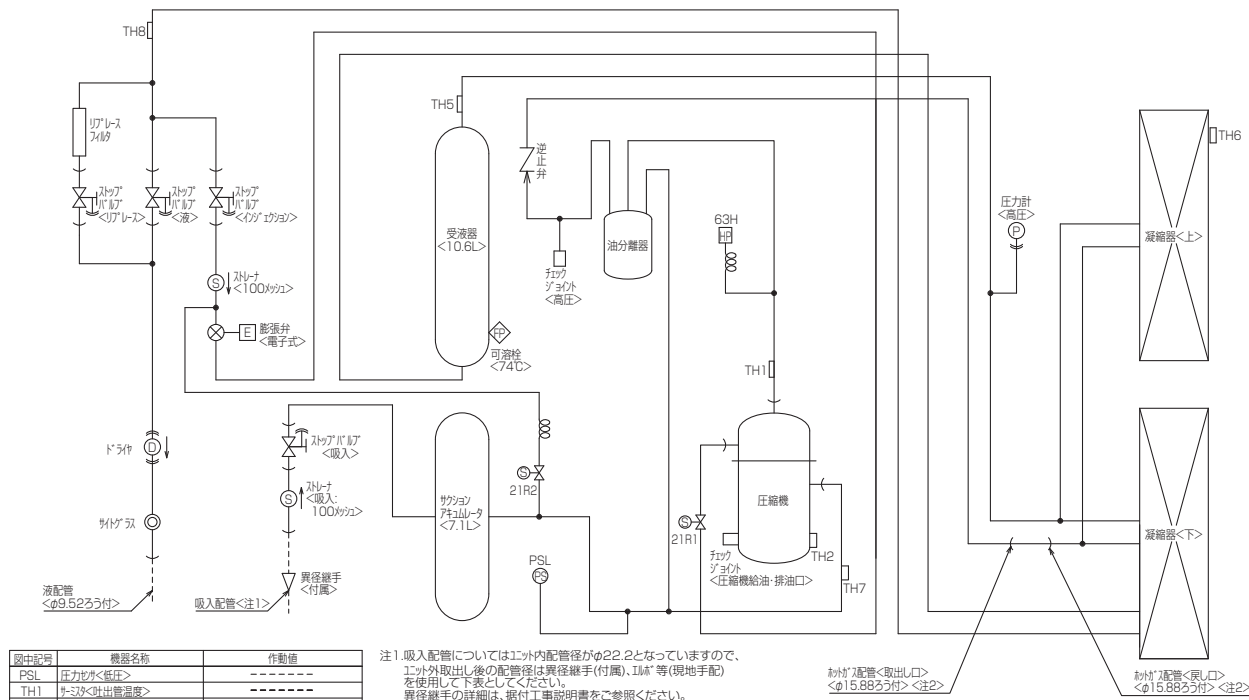 TH8
リプレース
フィルタ
ストップ
バルブ
<リプレース>
ストップ
バルブ
<液>
ストップ
バルブ
<インジェクション>
S
ストレーナ
<100メッシュ>
E
膨張弁
<電子式>
TH5
受液器
<10.6L>
FP
可溶栓
<74℃>
逆止弁
チェック
ジョイント
<高圧>
油分離器
63H
HP
圧力計
<高圧>
P
TH6
凝縮器<上>
TH1
ドライヤ
D
サイトグラス
液配管
<φ9.52ろう付>
ストップバルブ
<吸入>
S
ストレーナ
<吸入:
100メッシュ>
異径継手
<付属>
吸入配管<注1>
サクション
アキュムレータ
<7.1L>
S
21R2
PSL
PS
S
21R1
圧縮機
チェック
ジョイント
<圧縮機給油・排油口>
TH2
TH7
凝縮器<下>
ホットガス配管<取出し口>
<φ15.88ろう付> <注2>
ホットガス配管<戻し口>
<φ15.88ろう付> <注2>
図中記号 機器名称 作動値
PSL 圧力センサ<低圧>
TH1 サーミスタ<吐出管温度> -------
注1.吸入配管についてはユニット内配管径がφ22.2となっていますので、
ユニット外取出し後の配管径は異径継手(付属)、エルボ等(現地手配)
を使用して下表としてください。
異径継手の詳細は、据付工事説明書をご参照ください。